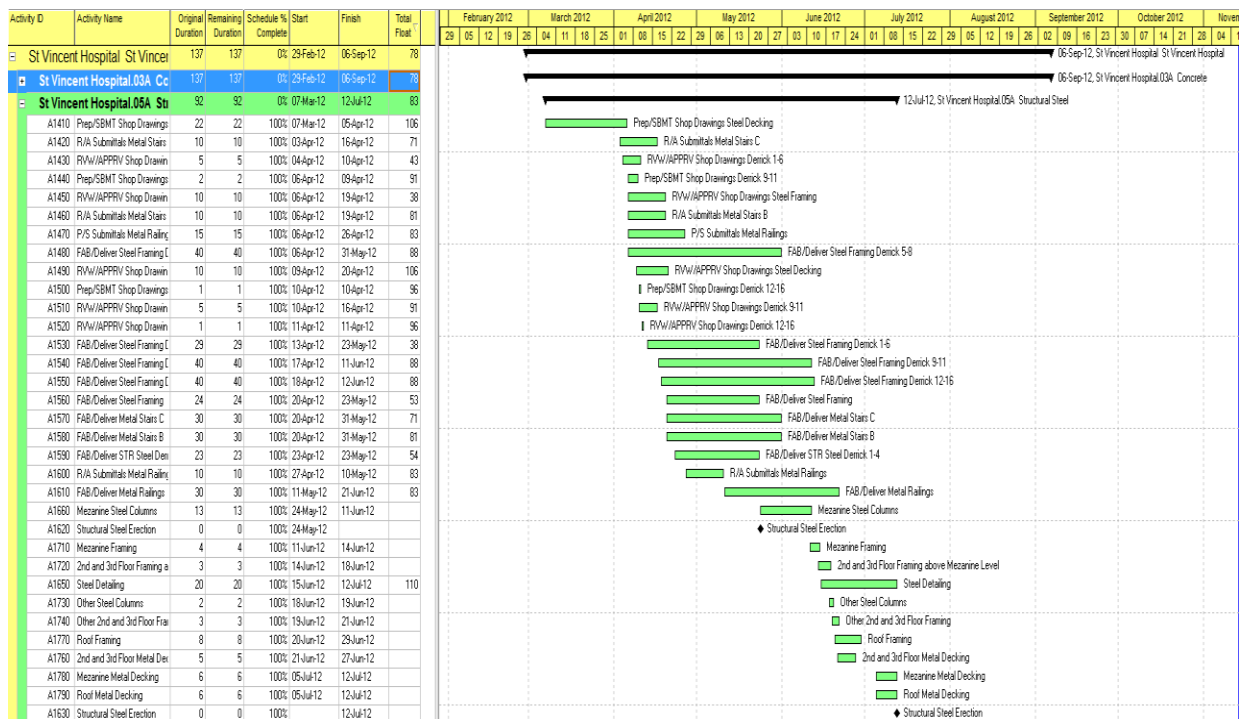 Activity ID Activity Name Original Duration Remaining Duration Schedule % Complete Start Finish Total Float
February 2012 March 2012 April 2012 May 2012 June 2012 July 2012 August 2012 September 2012 October 2012 Noven
29 05 12 19 26 04 11 18 25 01 08 15 22 29 06 13 20 27 03 10 17 24 01 08 15 22 29 05 12 19 26 02 09 16 23 30 07 14 21 28 04 1
St Vincent Hospital St Vincer 137 137 0% 29-Feb-12 06-Sep-12 78 06-Sep-12, St Vincent Hospital St Vincent Hospital
St Vincent Hospital.03A Cc 137 137 0% 29-Feb-12 06-Sep-12 78 06-Sep-12, St Vincent Hospital.03A Concrete
St Vincent Hospital.05A Stru 92 92 0% 07-Mar-12 12-Jul-12 83 12-Jul-12, St Vincent Hospital.05A Structural Steel
A1410 Prep/SBMT Shop Drawings 22 22 100% 07-Mar-12 05-Apr-12 106 Prep/SBMT Shop Drawings Steel Decking
A1420 R/A Submittals Metal Stairs 10 10 100% 03-Apr-12 16-Apr-12 71 R/A Submittals Metal Stairs C
A1430 RVW/APPRV Shop Drawin 5 5 100% 04-Apr-12 10-Apr-12 43 RVW/APPRV Shop Drawings Derrick 1-6
A1440 Prep/SBMT Shop Drawings 2 2 100% 06-Apr-12 09-Apr-12 91 Prep/SBMT Shop Drawings Derrick 9-11
A1450 RVW/APPRV Shop Drawin 10 10 100% 06-Apr-12 19-Apr-12 38 RVW/APPRV Shop Drawings Steel Framing
A1460 R/A Submittals Metal Stairs 10 10 100% 06-Apr-12 19-Apr-12 81 R/A Submittals Metal Stairs B
A1470 P/S Submittals Metal Railing 15 15 100% 06-Apr-12 26-Apr-12 83 P/S Submittals Metal Railings
A1480 FAB/Deliver Steel Framing D 40 40 100% 06-Apr-12 31-May-12 88 FAB/Deliver Steel Framing Derrick 5-8
A1490 RVW/APPRV Shop Drawin 10 10 100% 09-Apr-12 20-Apr-12 106 RVW/APPRV Shop Drawings Steel Decking
A1500 Prep/SBMT Shop Drawings 1 1 100% 10-Apr-12 10-Apr-12 96 Prep/SBMT Shop Drawings Derrick 12-16
A1510 RVW/APPRV Shop Drawin 5 5 100% 10-Apr-12 16-Apr-12 91 RVW/APPRV Shop Drawings Derrick 9-11
A1520 RVW/APPRV Shop Drawin 1 1 100% 11-Apr-12 11-Apr-12 96 RVW/APPRV Shop Drawings Derrick 12-16
A1530 FAB/Deliver Steel Framing D 29 29 100% 13-Apr-12 23-May-12 38 FAB/Deliver Steel Framing Derrick 1-6
A1540 FAB/Deliver Steel Framing D 40 40 100% 17-Apr-12 11-Jun-12 88 FAB/Deliver Steel Framing Derrick 9-11
A1550 FAB/Deliver Steel Framing D 40 40 100% 18-Apr-12 12-Jun-12 88 FAB/Deliver Steel Framing Derrick 12-16
A1560 FAB/Deliver Steel Framing 24 24 100% 20-Apr-12 23-May-12 53 FAB/Deliver Steel Framing
A1570 FAB/Deliver Metal Stairs C 30 30 100% 20-Apr-12 31-May-12 71 FAB/Deliver Metal Stairs C
A1580 FAB/Deliver Metal Stairs B 30 30 100% 20-Apr-12 31-May-12 81 FAB/Deliver Metal Stairs B
A1590 FAB/Deliver STR Steel Derr 23 23 100% 23-Apr-12 23-May-12 54 FAB/Deliver STR Steel Derrick 1-4
A1600 R/A Submittals Metal Railing 10 10 100% 27-Apr-12 10-May-12 83 R/A Submittals Metal Railings
A1610 FAB/Deliver Metal Railings 30 30 100% 11-May-12 21-Jun-12 83 FAB/Deliver Metal Railings
A1660 Mezanine Steel Columns 13 13 100% 24-May-12 11-Jun-12 Mezanine Steel Columns
A1620 Structural Steel Erection 0 0 100% 24-May-12 Structural Steel Erection
A1710 Mezanine Framing 4 4 100% 11-Jun-12 14-Jun-12 Mezanine Framing
A1720 2nd and 3rd Floor Framing a 3 3 100% 14-Jun-12 18-Jun-12 2nd and 3rd Floor Framing above Mezanine Level
A1650 Steel Detailing 20 20 100% 15-Jun-12 12-Jul-12 110 Steel Detailing
A1730 Other Steel Columns 2 2 100% 18-Jun-12 19-Jun-12 Other Steel Columns
A1740 Other 2nd and 3rd Floor Frai 3 3 100% 19-Jun-12 21-Jun-12 Other 2nd and 3rd Floor Framing
A1770 Roof Framing 8 8 100% 20-Jun-12 29-Jun-12 Roof Framing
A1760 2nd and 3rd Floor Metal Dec 5 5 100% 21-Jun-12 27-Jun-12 2nd and 3rd Floor Metal Decking
A1780 Mezanine Metal Decking 6 6 100% 05-Jul-12 12-Jul-12 Mezanine Metal Decking
A1790 Roof Metal Decking 6 6 100% 05-Jul-12 12-Jul-12 Roof Metal Decking
A1630 Structural Steel Erection 0 0 100% 12-Jul-12 Structural Steel Erection